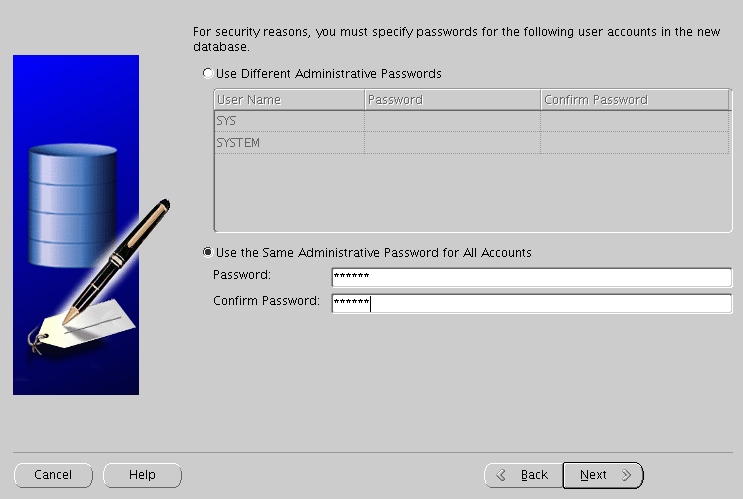 For security reasons, you must specify passwords for the following user accounts in the new
database.
Use Different Administrative Passwords
User Name Password Confirm Password
SYS
SYSTEM
Use the Same Administrative Password for All Accounts
Password: ******
Confirm Password: ******
Cancel Help Back Next